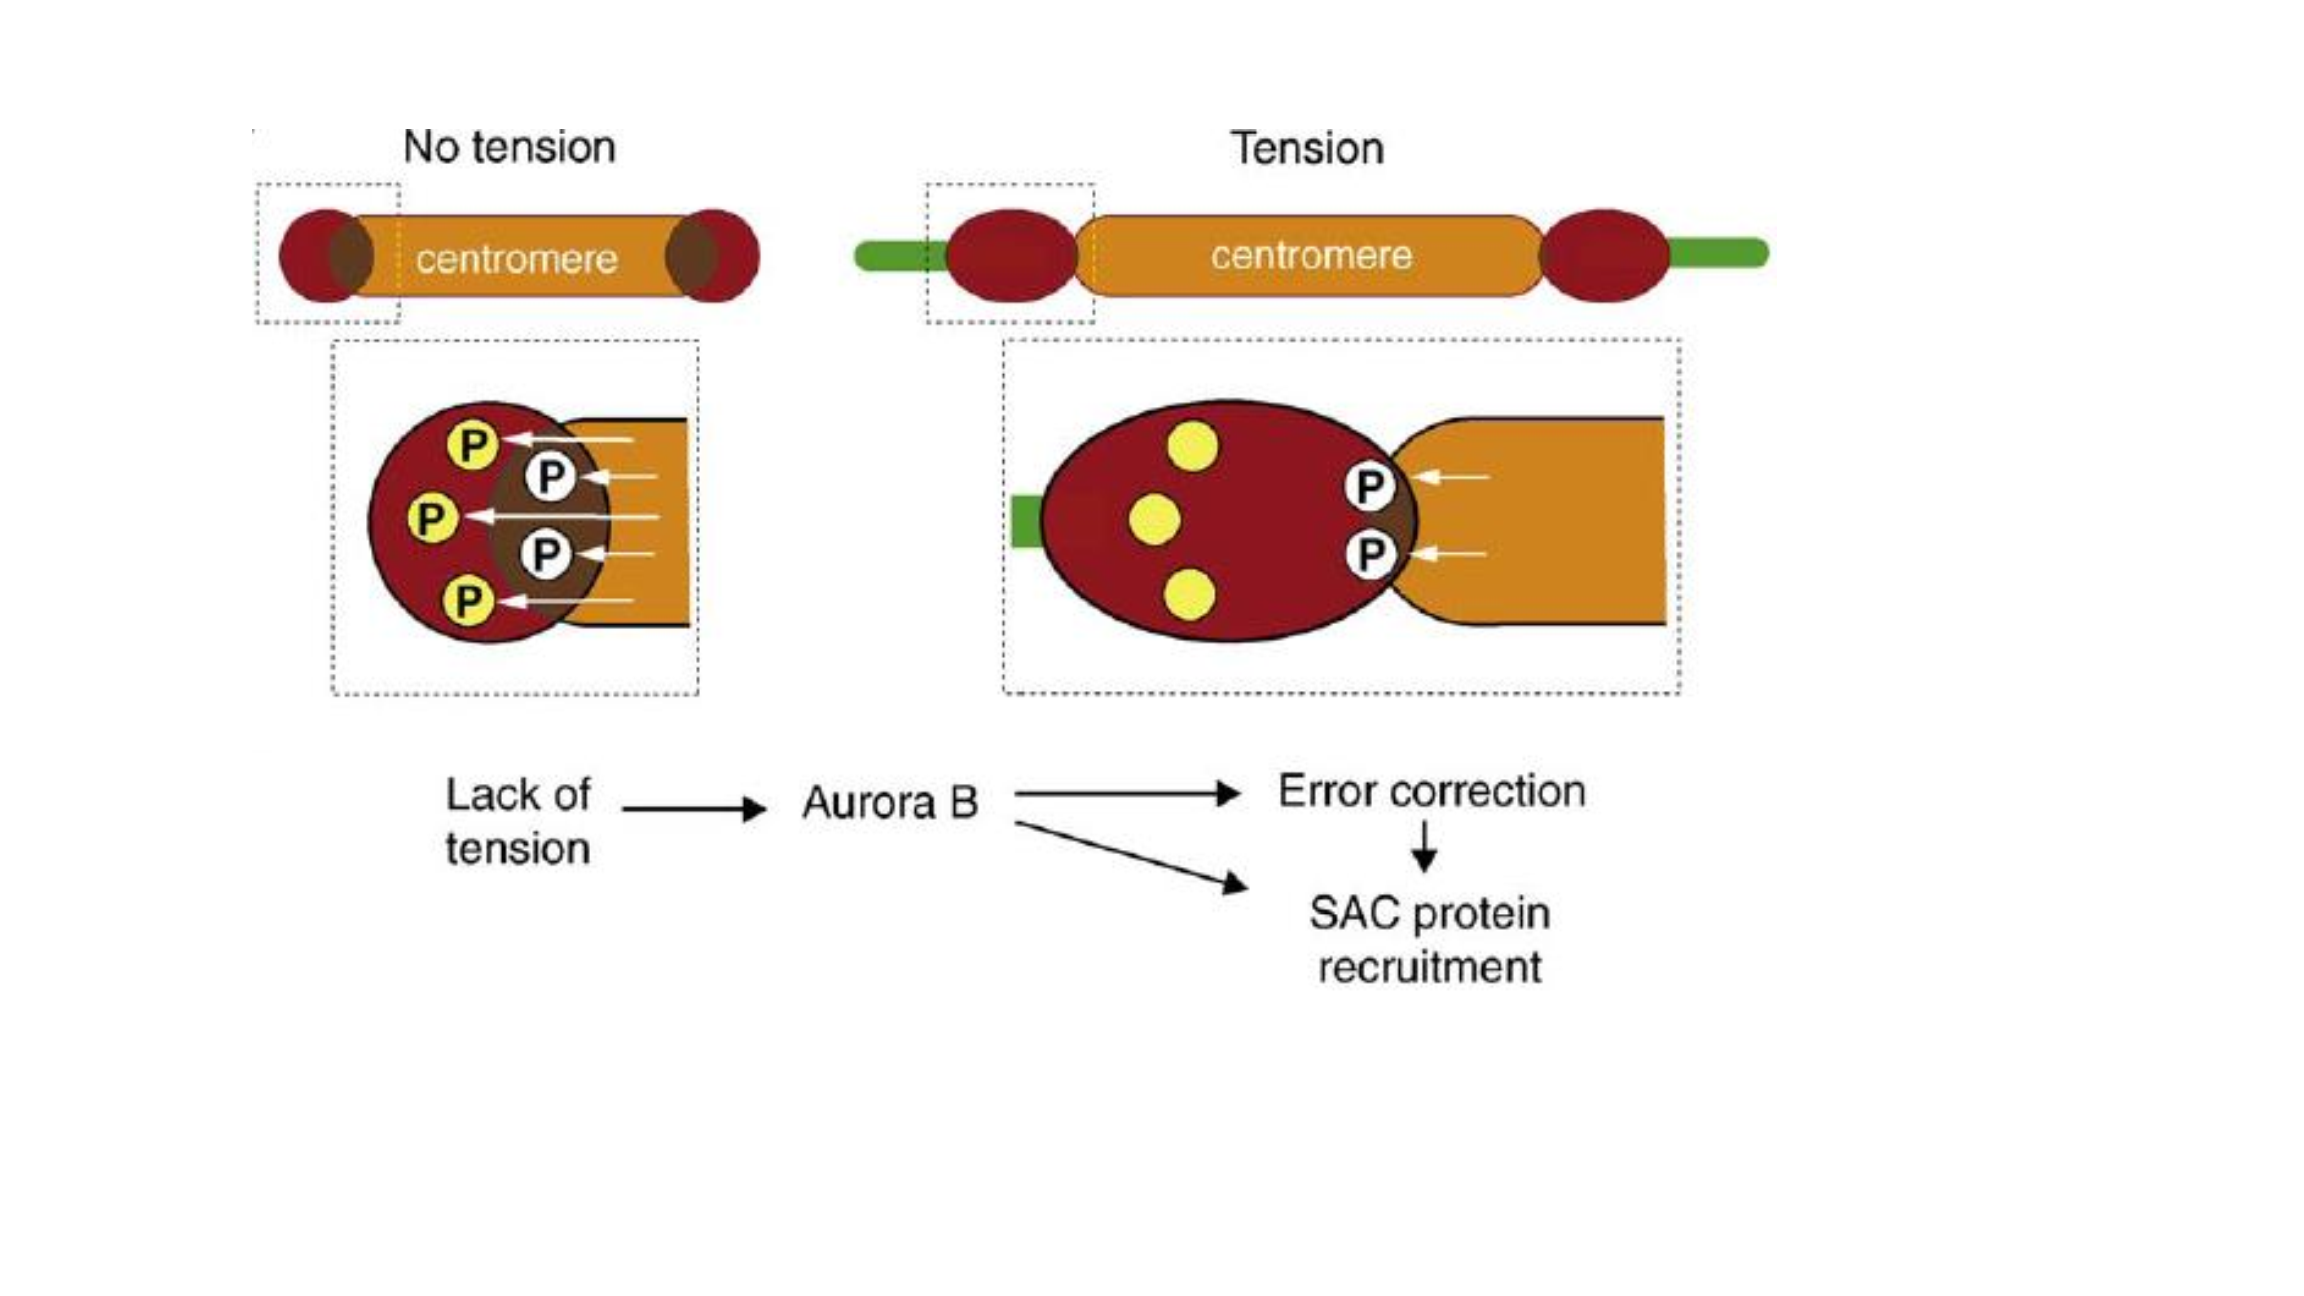 No tension
Tension
centromere
centromere
P
P
P
P
P
P
P
Lack of
tension
Aurora B
Error correction
SAC protein
recruitment